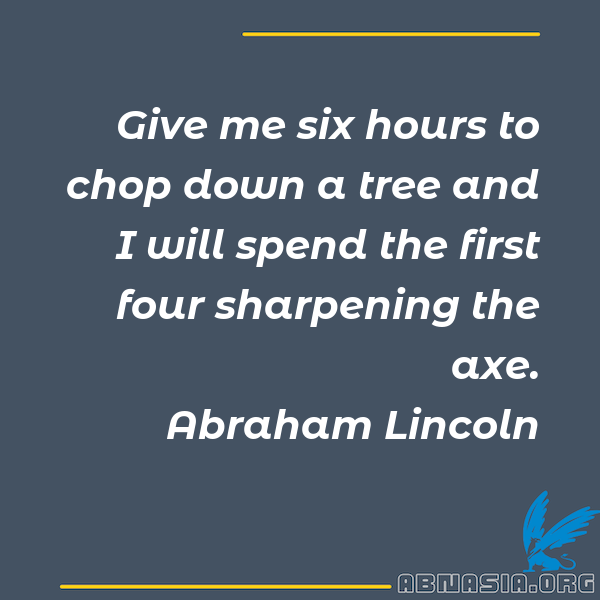 Give me six hours to
chop down a tree and
I will spend the first
four sharpening the
axe.
Abraham Lincoln
ABNASIA.ORG